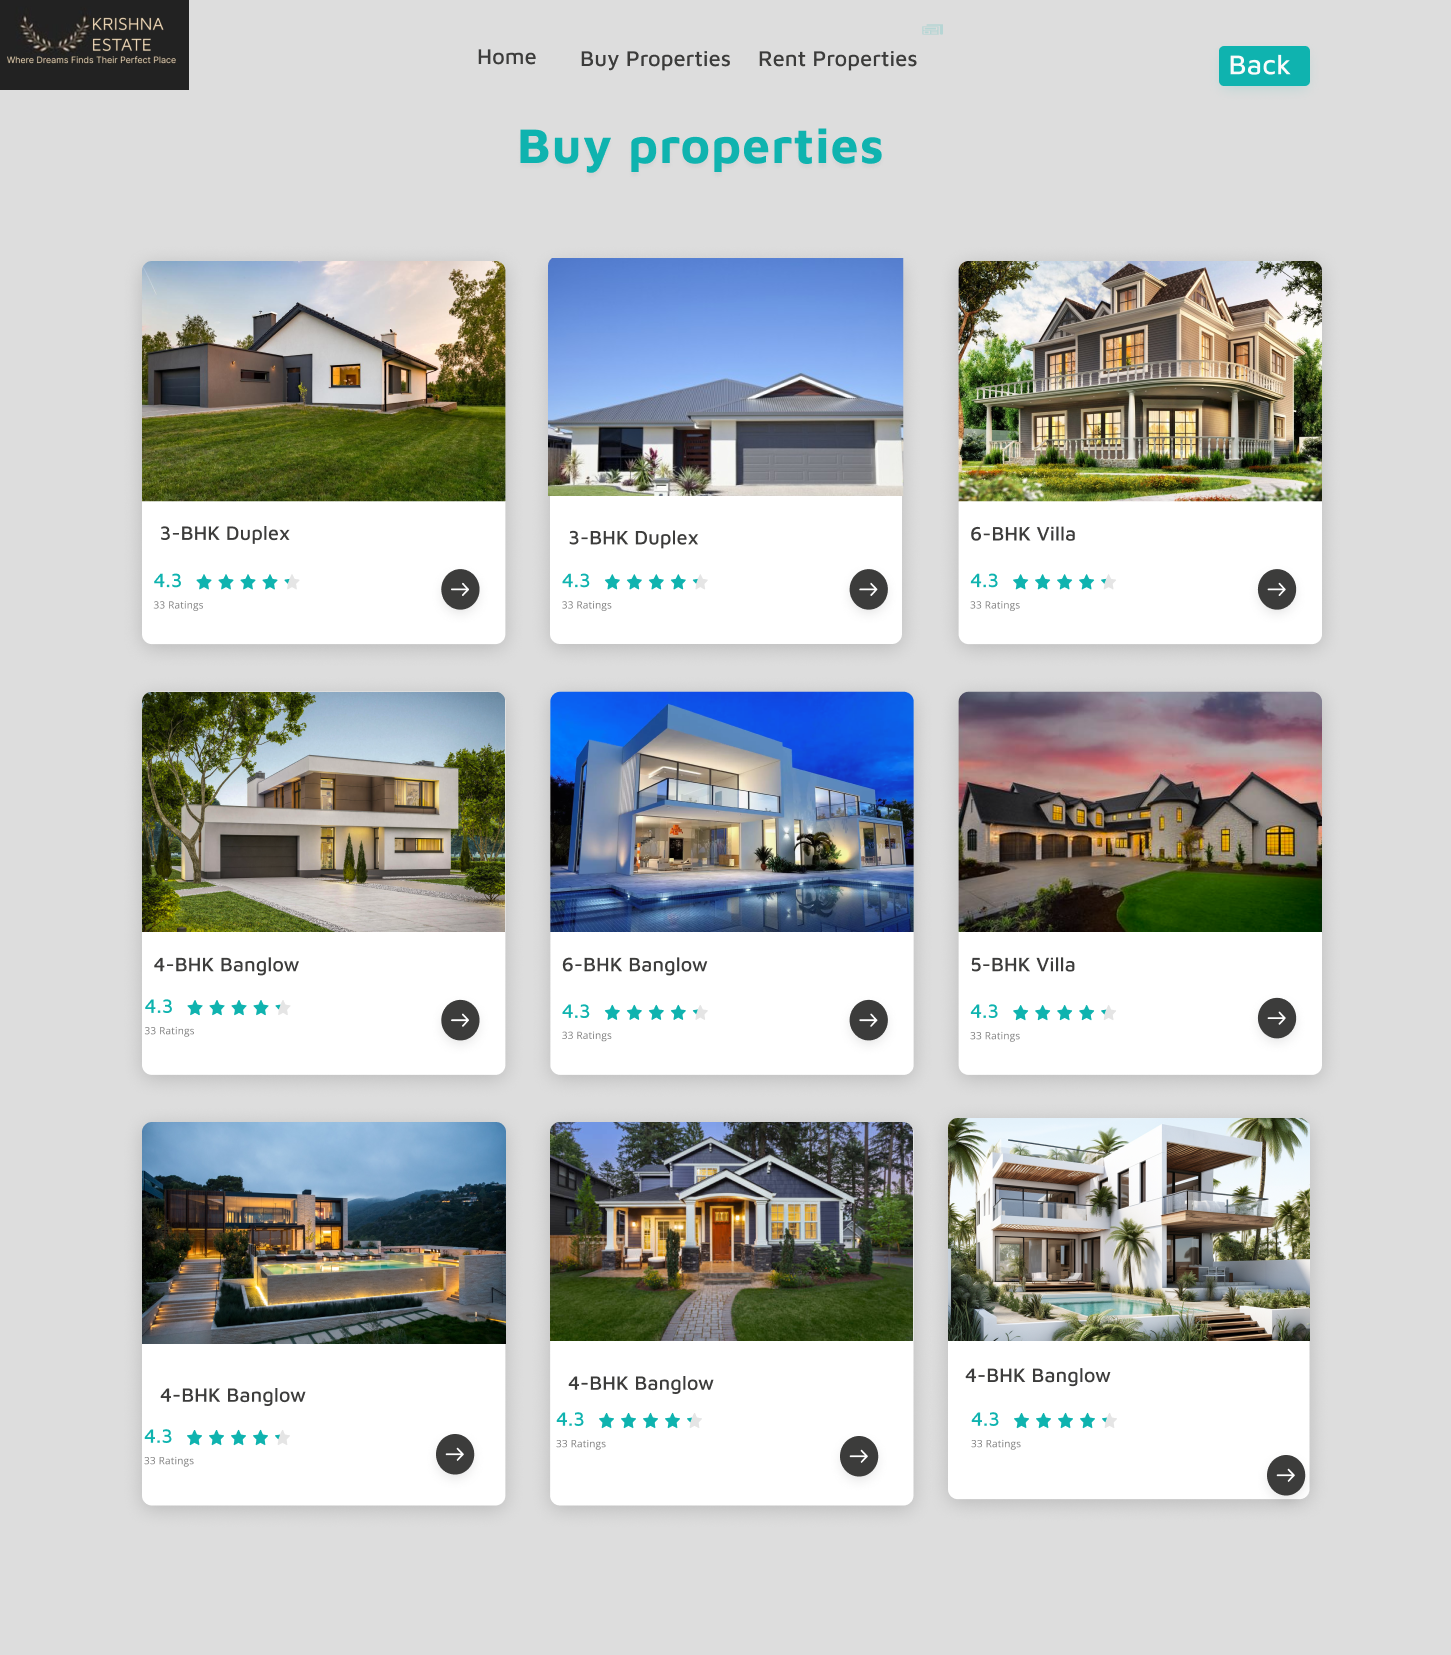 KRISHNA
ESTATE
Where Dreams Finds Their Perfect Place
Home
Buy Properties
Rent Properties
Back
Buy properties
3-BHK Duplex
4.3
33 Ratings
3-BHK Duplex
4.3
33 Ratings
6-BHK Villa
4.3
33 Ratings
4-BHK Banglow
4.3
33 Ratings
6-BHK Banglow
4.3
33 Ratings
5-BHK Villa
4.3
33 Ratings
4-BHK Banglow
4.3
33 Ratings
4-BHK Banglow
4.3
33 Ratings
4-BHK Banglow
4.3
33 Ratings